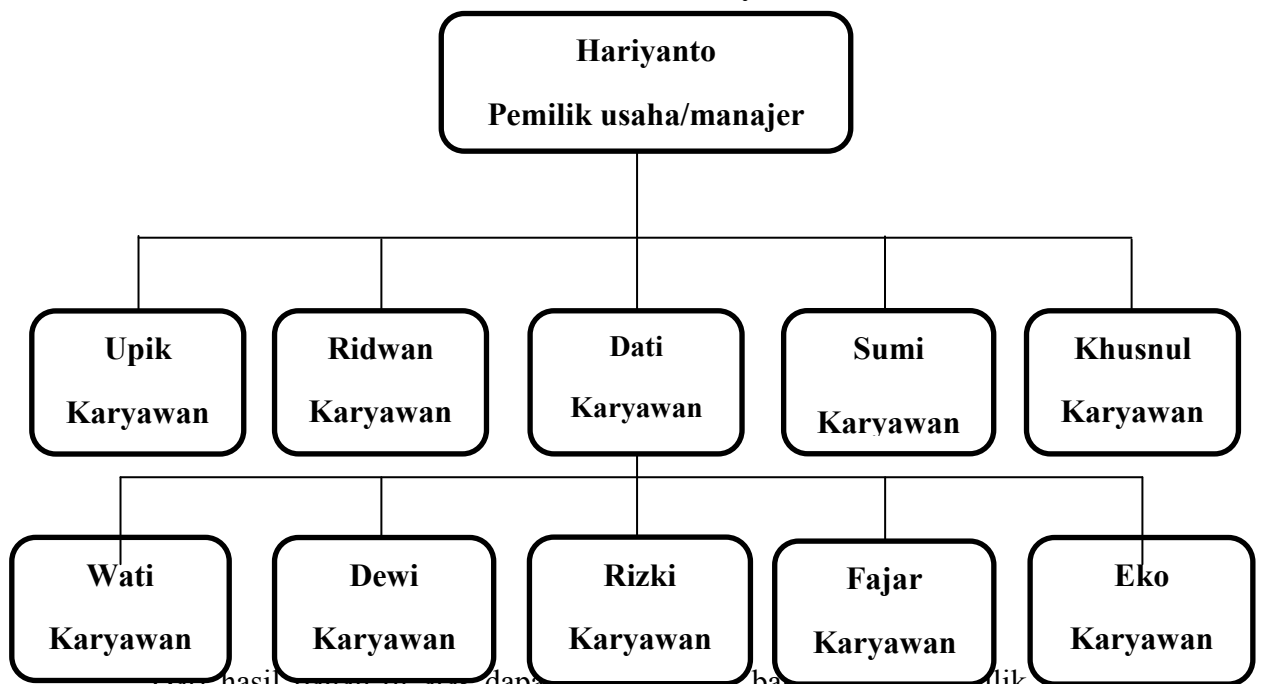 Hariyanto
Pemilik usaha/manajer
Upik
Karyawan
Ridwan
Karyawan
Dati
Karyawan
Sumi
Karyawan
Khusnul
Karyawan
Wati
Karyawan
Dewi
Karyawan
Rizki
Karyawan
Fajar
Karyawan
Eko
Karyawan
hasil